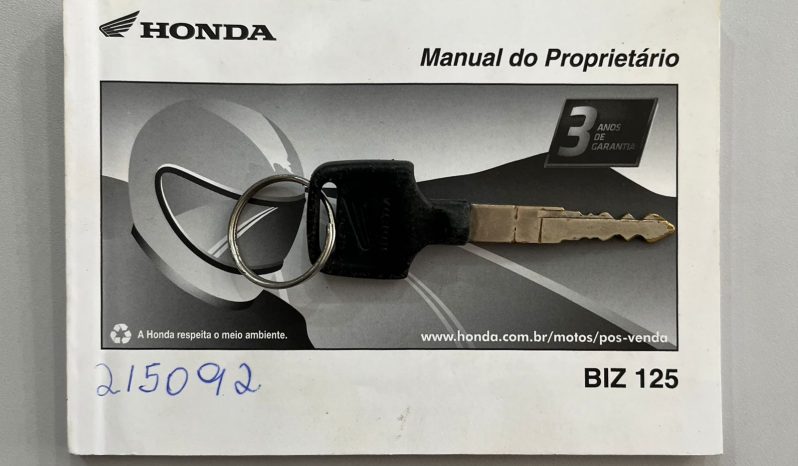 HONDA
Manual do Proprietário
3 ANOS
DE
GARANTIA
HONDA
A Honda respeita o meio ambiente.
www.honda.com.br/motos/pos-venda
215092
BIZ 125